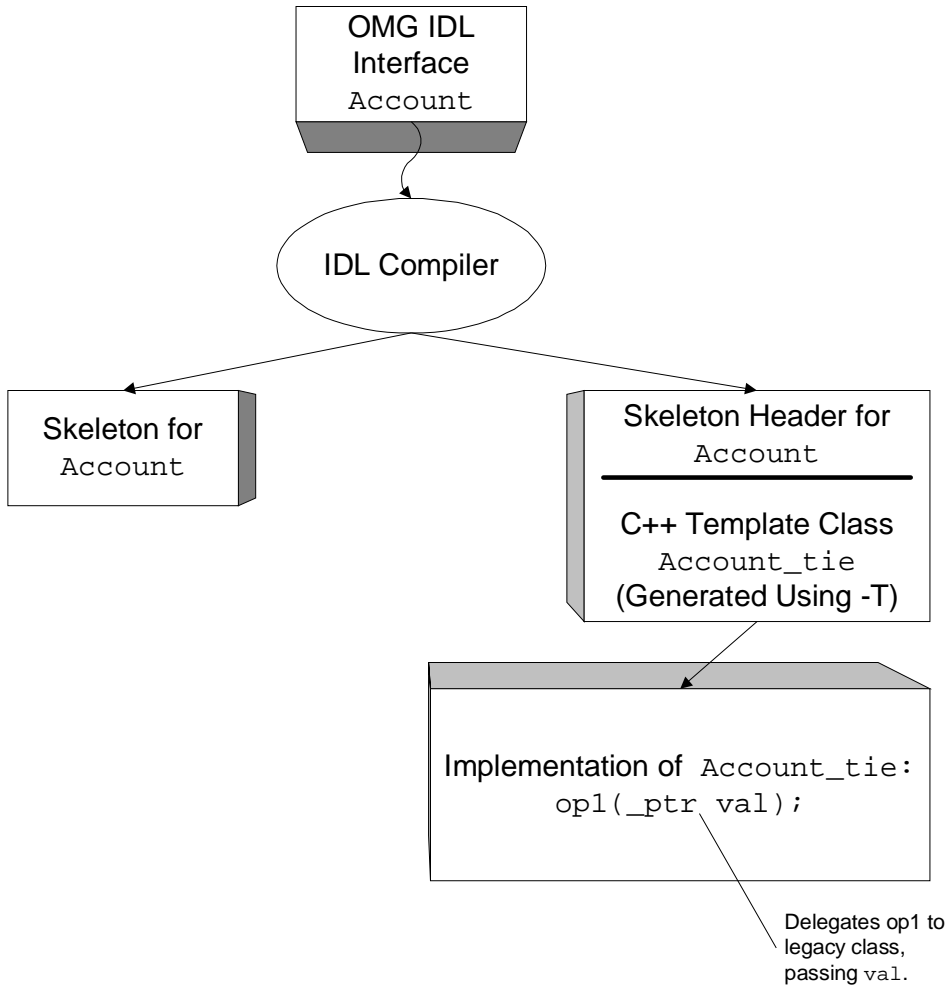 OMG IDL
Interface
Account
IDL Compiler
Skeleton for
Account
Skeleton Header for
Account
C++ Template Class
Account_tie
(Generated Using -T)
Implementation of Account_tie:
op1(_ptr val);
Delegates op1 to
legacy class,
passing val.